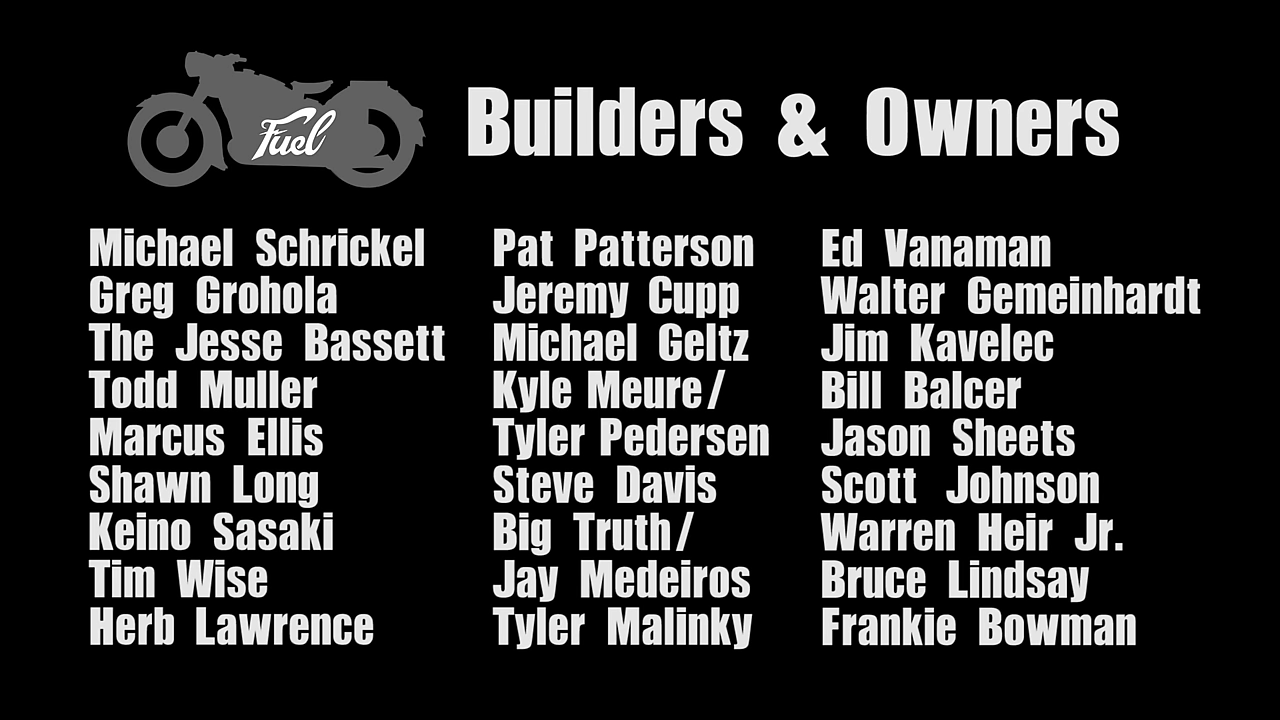 Fuel
Builders & Owners
Michael Schrickel
Greg Grohola
The Jesse Bassett
Todd Muller
Marcus Ellis
Shawn Long
Keino Sasaki
Tim Wise
Herb Lawrence
Pat Patterson
Jeremy Cupp
Michael Geltz
Kyle Meure/
Tyler Pedersen
Steve Davis
Big Truth/
Jay Medeiros
Tyler Malinky
Ed Vanaman
Walter Gemeinhardt
Jim Kavelec
Bill Balcer
Jason Sheets
Scott Johnson
Warren Heir Jr.
Bruce Lindsay
Frankie Bowman